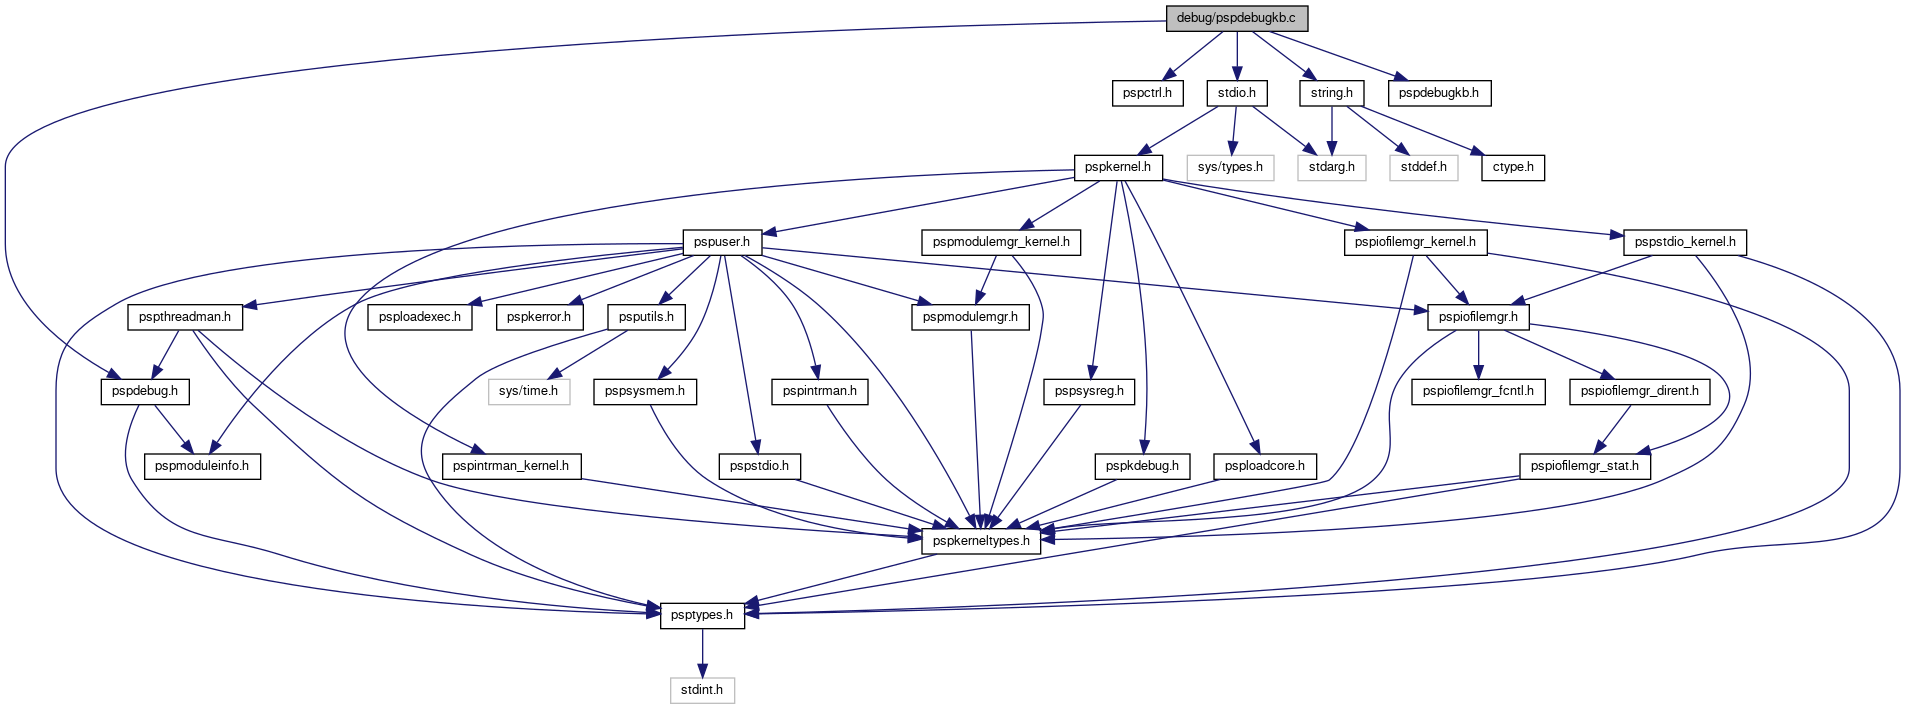 debug/pspdebugkb.c
pspctrl.h
stdio.h
string.h
pspdebugkb.h
pspkernel.h
sys/types.h
stdarg.h
stddef.h
ctype.h
pspuser.h
pspmodulemgr_kernel.h
pspiofilemgr_kernel.h
pspstdio_kernel.h
pspthreadman.h
psploadexec.h
pspkerror.h
psputils.h
pspmodulemgr.h
pspiofilemgr.h
pspdebug.h
sys/time.h
pspsysmem.h
pspintrman.h
pspsysreg.h
pspiofilemgr_fcntl.h
pspiofilemgr_dirent.h
pspmoduleinfo.h
pspintrman_kernel.h
pspstdio.h
pspkdebug.h
psploadcore.h
pspiofilemgr_stat.h
pspkerneltypes.h
psptypes.h
stdint.h